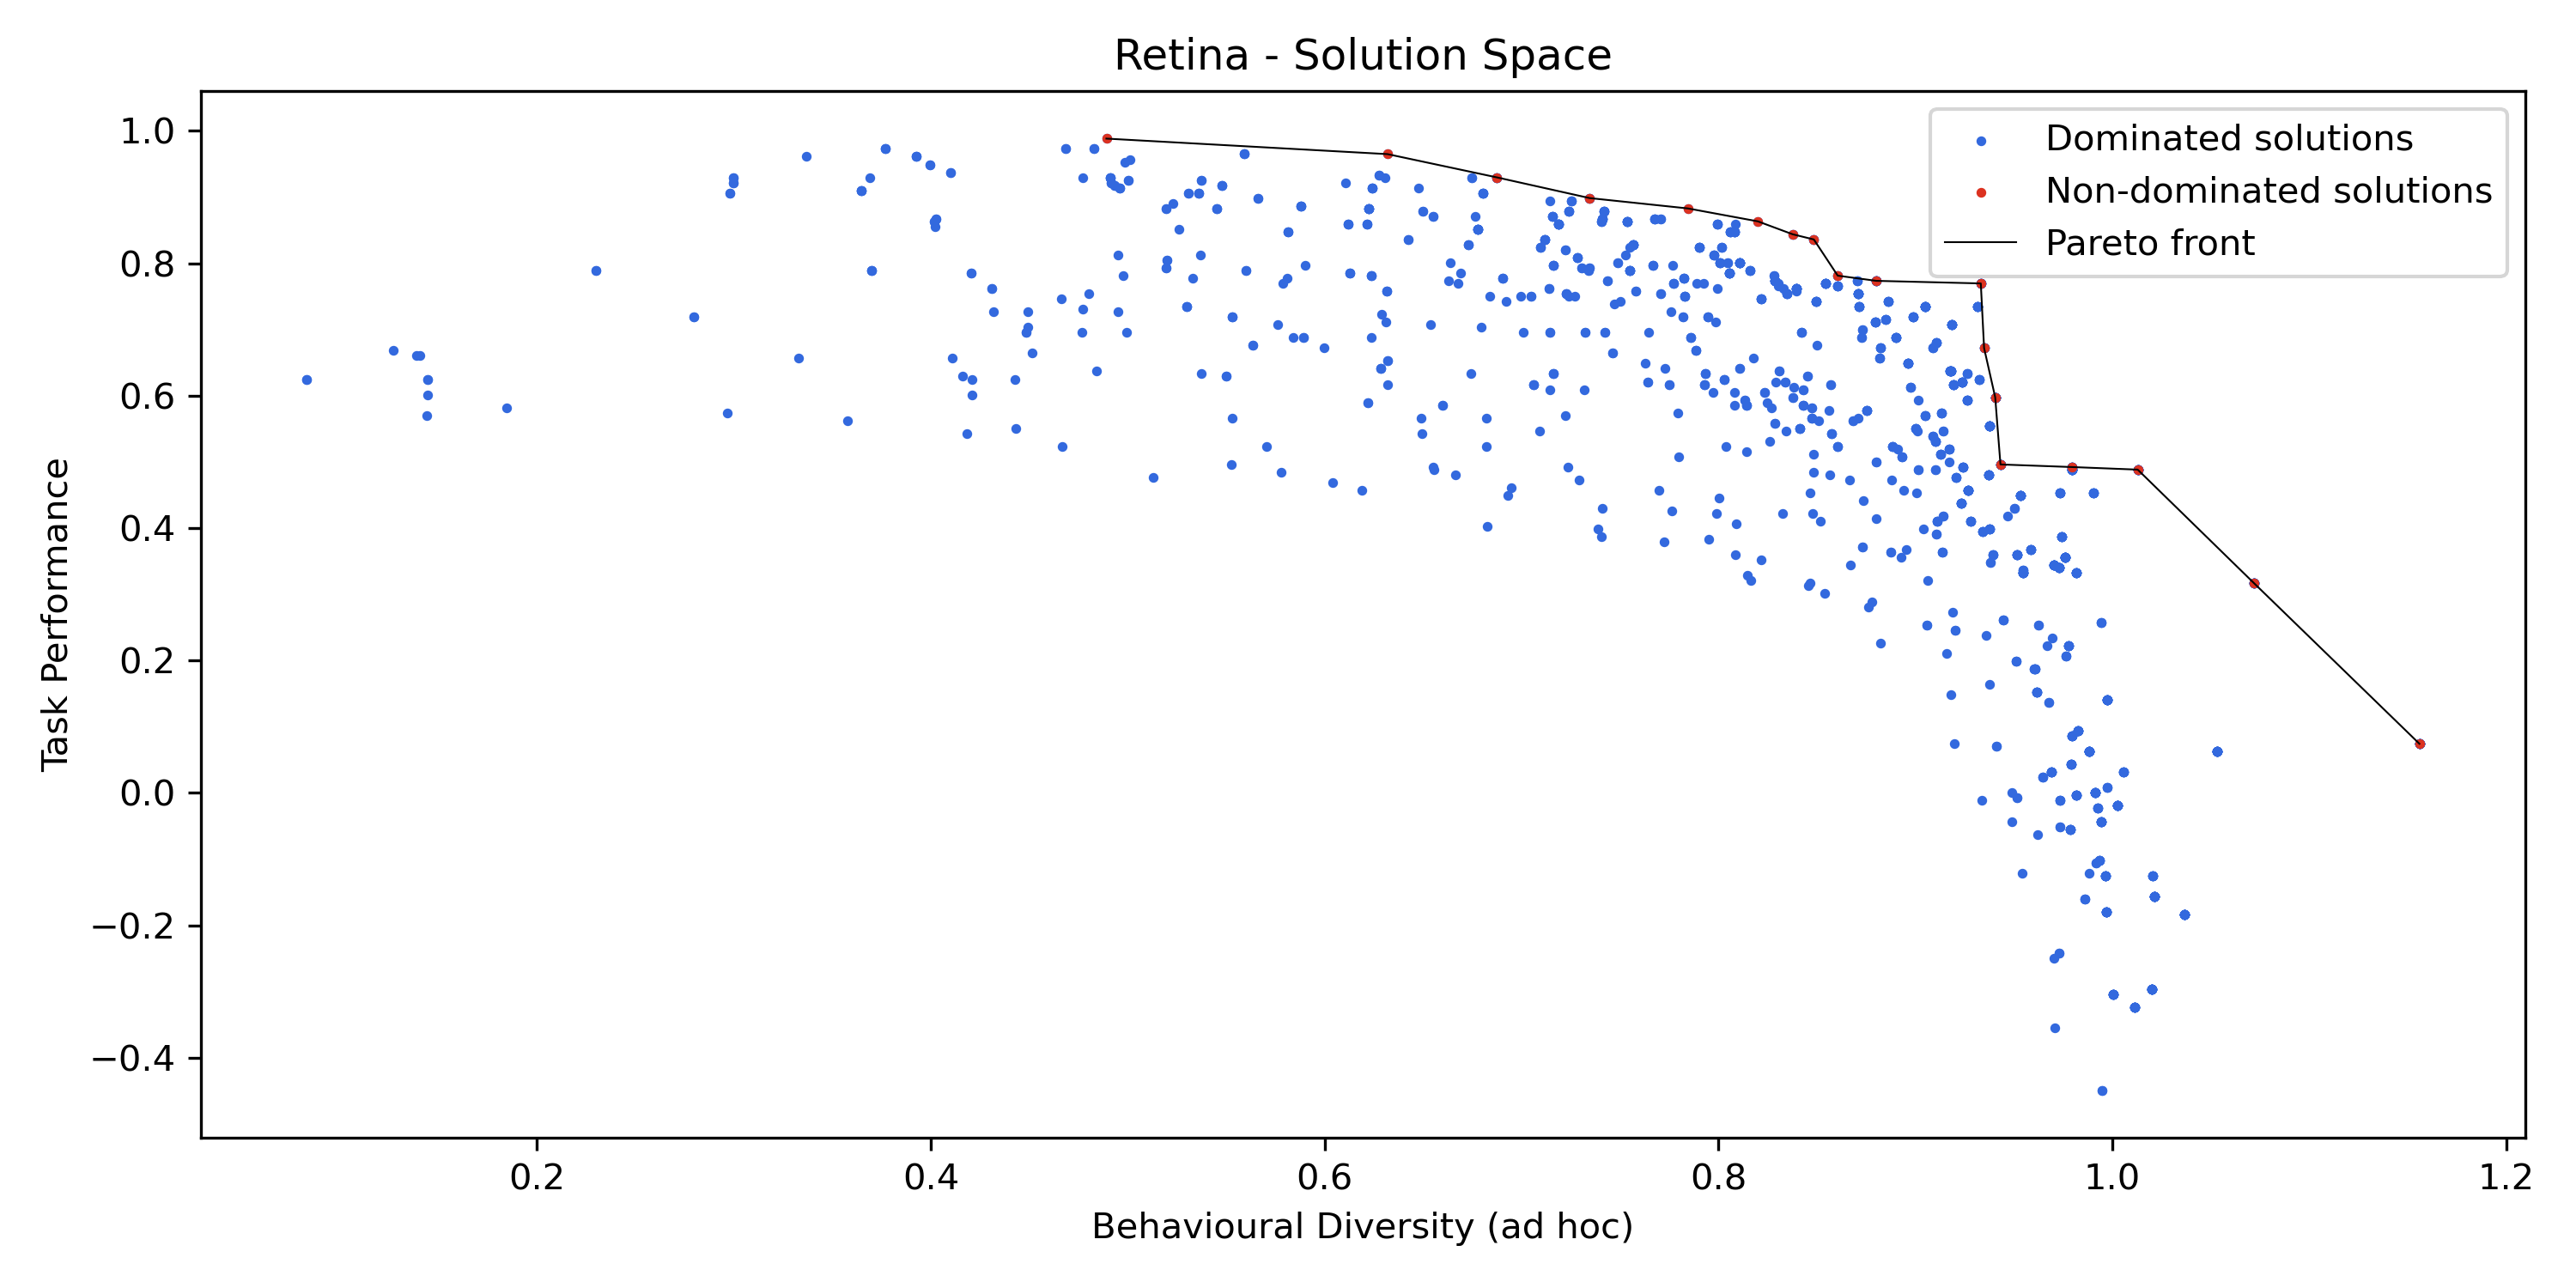 Retina - Solution Space
Dominated solutions
Non-dominated solutions
Pareto front
1.0
0.8
0.6
0.4
0.2
0.0
−0.2
−0.4
Task Performance
0.2 0.4 0.6 0.8 1.0 1.2
Behavioural Diversity (ad hoc)